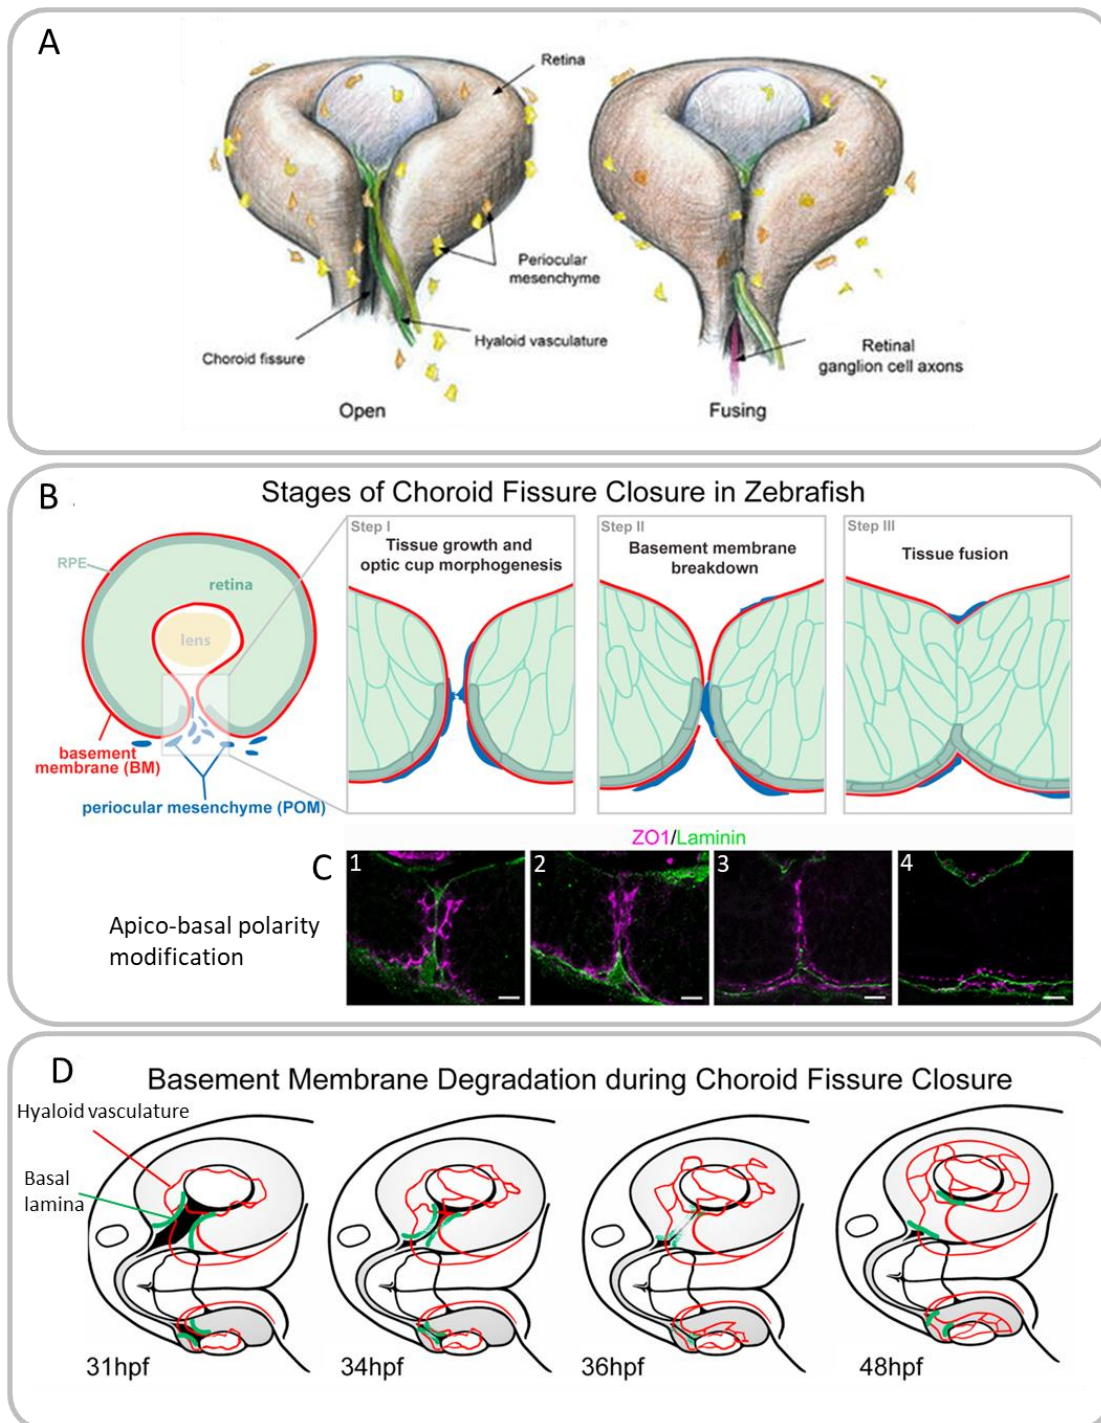 A
Retina
Periocular
mesenchyme
Hyaloid vasculature
Choroid fissure
Retinal
ganglion cell axons
Open
Fusing
B
Stages of Choroid Fissure Closure in Zebrafish
RPE
retina
lens
basement
membrane (BM)
periocular mesenchyme (POM)
Step I
Tissue growth and
optic cup morphogenesis
Step II
Basement membrane
breakdown
Step III
Tissue fusion
ZO1/Laminin
C
1
2
3
4
Apico-basal polarity
modification
D
Basement Membrane Degradation during Choroid Fissure Closure
Hyaloid vasculature
Basal
lamina
31hpf
34hpf
36hpf
48hpf